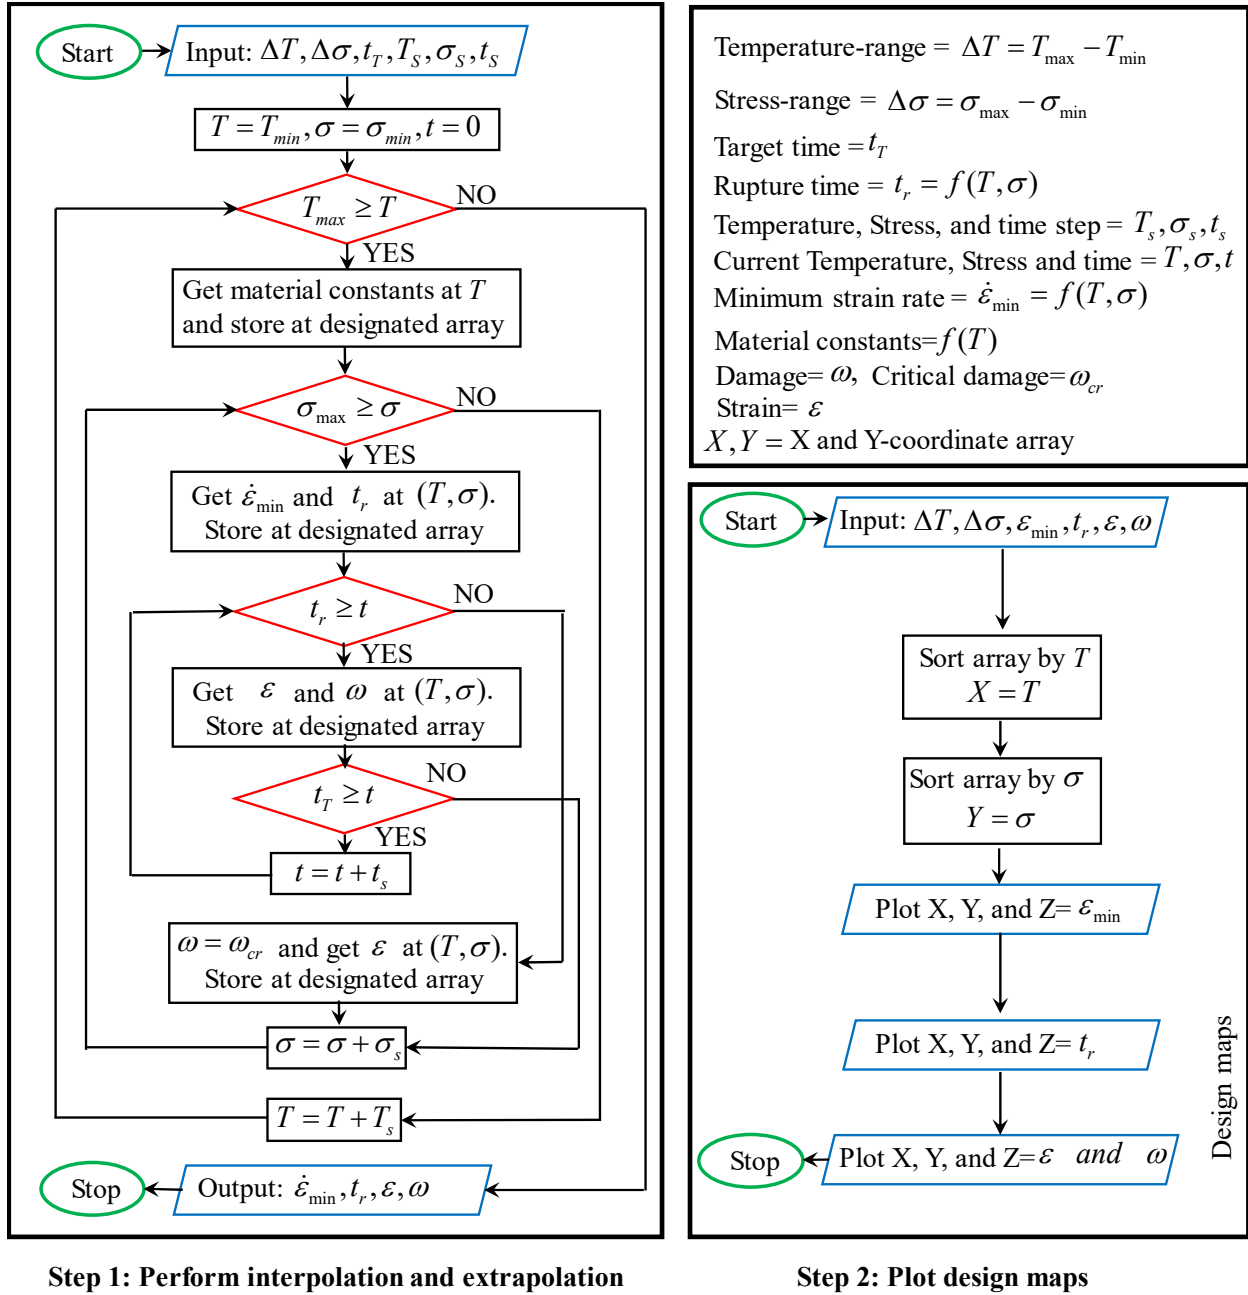 Start
Input: ΔT, Δσ, t_T, T_S, σ_S, t_S
T = T_min, σ = σ_min, t = 0
T_max ≥ T
NO
YES
Get material constants at T
and store at designated array
σ_max ≥ σ
NO
YES
Get ε̇_min and t_r at (T, σ).
Store at designated array
t_r ≥ t
NO
YES
Get ε and ω at (T, σ).
Store at designated array
t_T ≥ t
NO
YES
t = t + t_s
ω = ω_cr and get ε at (T, σ).
Store at designated array
σ = σ + σ_s
T = T + T_s
Stop
Output: ε̇_min, t_r, ε, ω
Step 1: Perform interpolation and extrapolation
Temperature-range = ΔT = T_max − T_min
Stress-range = Δσ = σ_max − σ_min
Target time = t_T
Rupture time = t_r = f(T, σ)
Temperature, Stress, and time step = T_s, σ_s, t_s
Current Temperature, Stress and time = T, σ, t
Minimum strain rate = ε̇_min = f(T, σ)
Material constants= f(T)
Damage= ω, Critical damage= ω_cr
Strain= ε
X, Y = X and Y-coordinate array
Start
Input: ΔT, Δσ, ε_min, t_r, ε, ω
Sort array by T
X = T
Sort array by σ
Y = σ
Plot X, Y, and Z= ε_min
Plot X, Y, and Z= t_r
Stop
Plot X, Y, and Z= ε and ω
Design maps
Step 2: Plot design maps